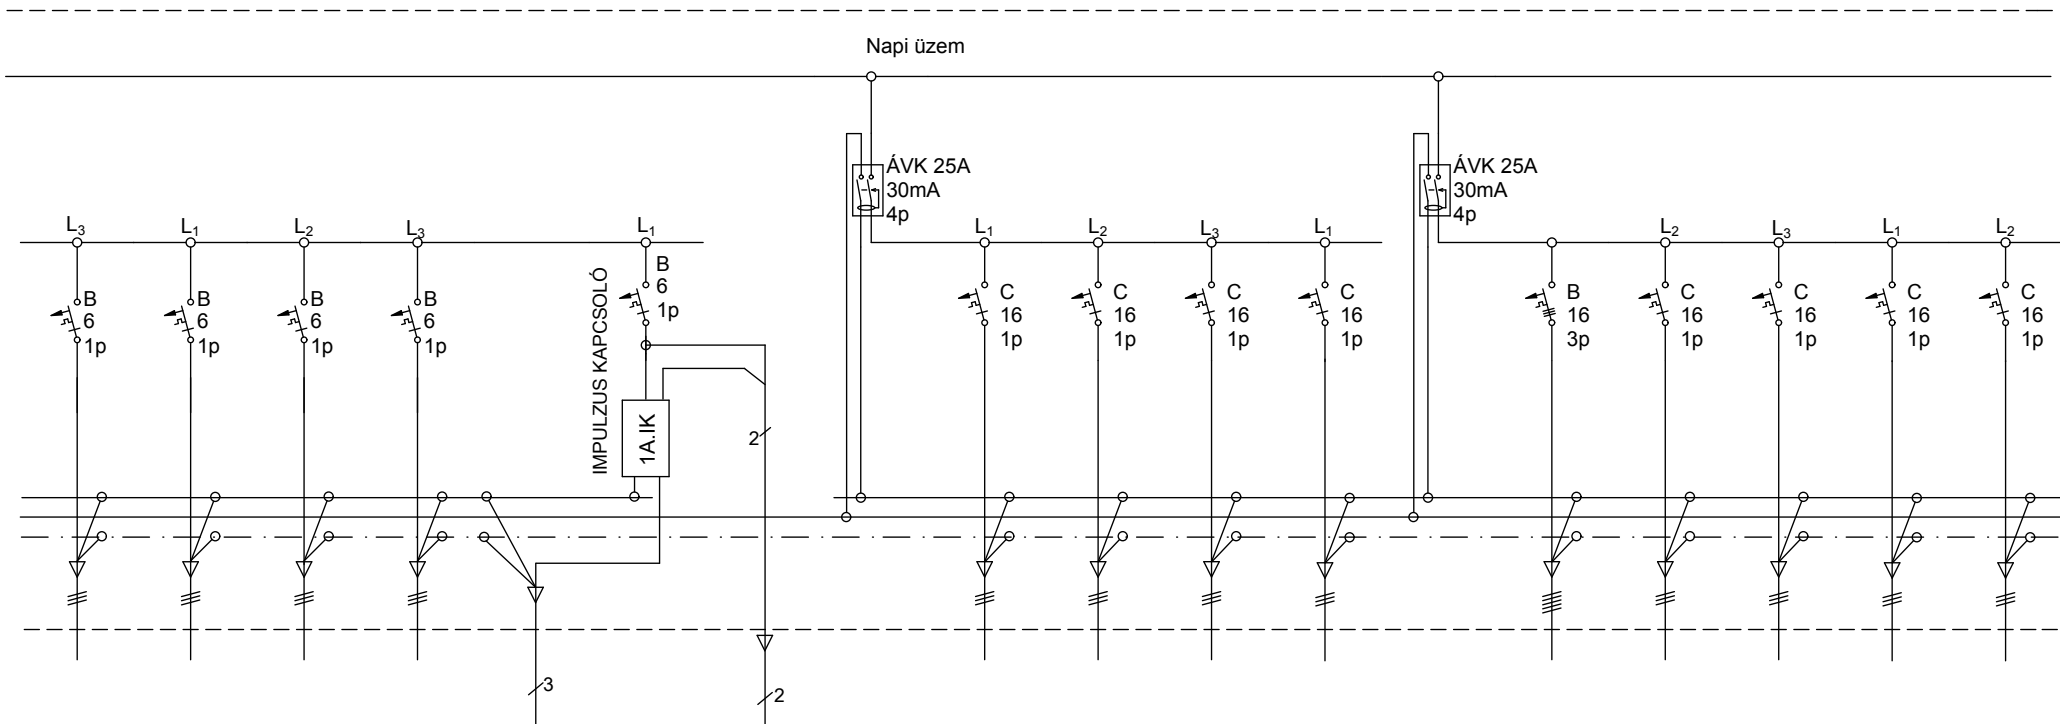 Napi üzem
ÁVK 25A
30mA
4p
ÁVK 25A
30mA
4p
L₃
L₁
L₂
L₃
L₁
L₁
L₂
L₃
L₁
L₂
L₃
L₁
L₂
B
6
1p
B
6
1p
B
6
1p
B
6
1p
B
6
1p
C
16
1p
C
16
1p
C
16
1p
C
16
1p
B
16
3p
C
16
1p
C
16
1p
C
16
1p
C
16
1p
IMPULZUS KAPCSOLÓ
1A.IK
2
3
2